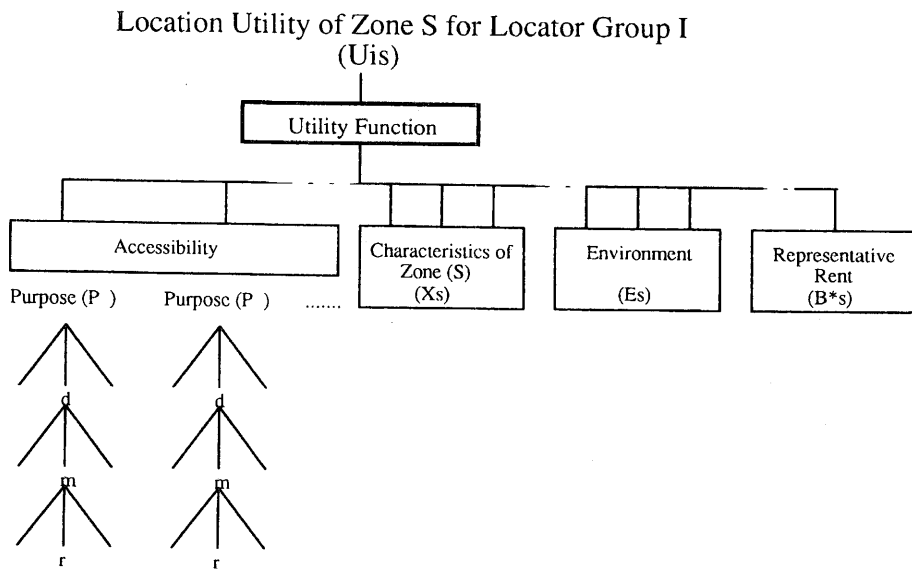 Location Utility of Zone S for Locator Group I
(Uis)
Utility Function
Accessibility
Characteristics of
Zone (S)
(Xs)
Environment
(Es)
Representative
Rent
(B*s)
Purpose (P )
Purpose (P )
.......
d
d
m
m
r
r